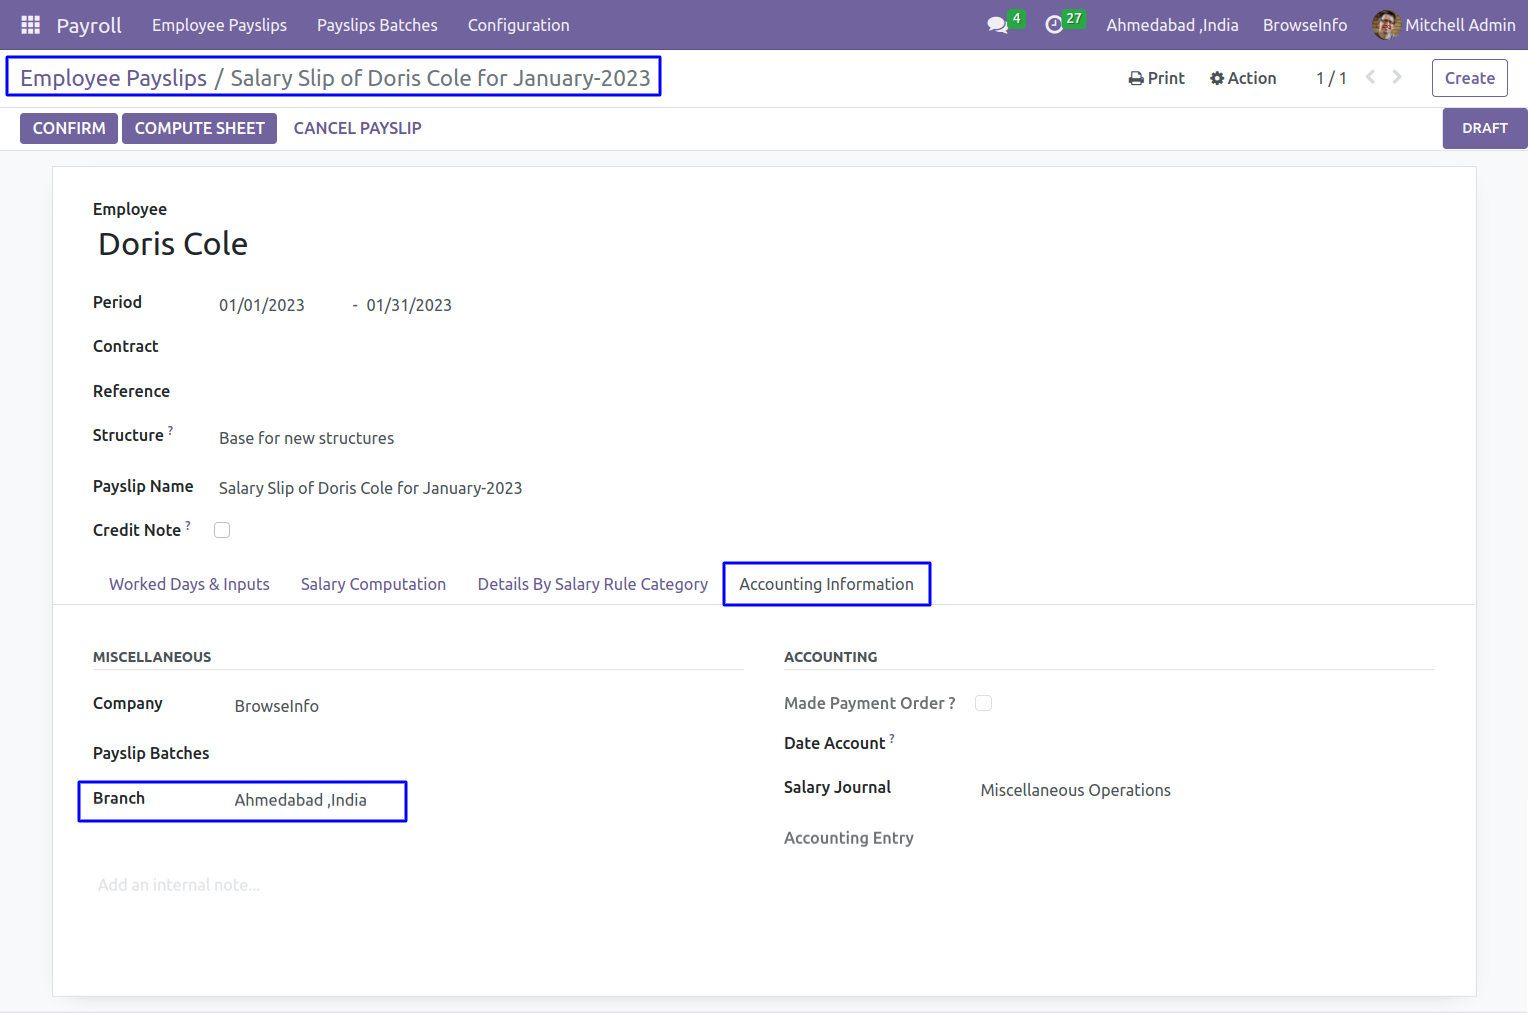 Payroll Employee Payslips Payslips Batches Configuration 4 27 Ahmedabad ,India BrowseInfo Mitchell Admin
Employee Payslips / Salary Slip of Doris Cole for January-2023 Print Action 1 / 1 Create
CONFIRM COMPUTE SHEET CANCEL PAYSLIP DRAFT
Employee
Doris Cole
Period 01/01/2023 - 01/31/2023
Contract
Reference
Structure ? Base for new structures
Payslip Name Salary Slip of Doris Cole for January-2023
Credit Note ?
Worked Days & Inputs Salary Computation Details By Salary Rule Category Accounting Information
MISCELLANEOUS
Company BrowseInfo
Payslip Batches
Branch Ahmedabad ,India
Add an internal note...
ACCOUNTING
Made Payment Order ?
Date Account ?
Salary Journal Miscellaneous Operations
Accounting Entry